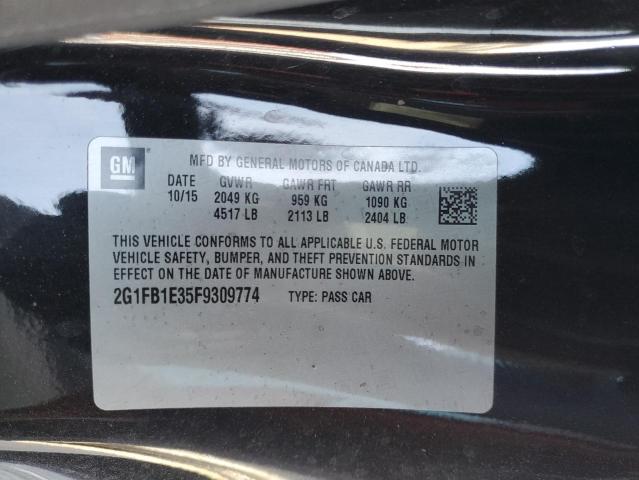 GM
MFD BY GENERAL MOTORS OF CANADA LTD.
DATE GVWR GAWR FRT GAWR RR
10/15 2049 KG 959 KG 1090 KG
4517 LB 2113 LB 2404 LB
THIS VEHICLE CONFORMS TO ALL APPLICABLE U.S. FEDERAL MOTOR
VEHICLE SAFETY, BUMPER, AND THEFT PREVENTION STANDARDS IN
EFFECT ON THE DATE OF MANUFACTURE SHOWN ABOVE.
2G1FB1E35F9309774 TYPE: PASS CAR